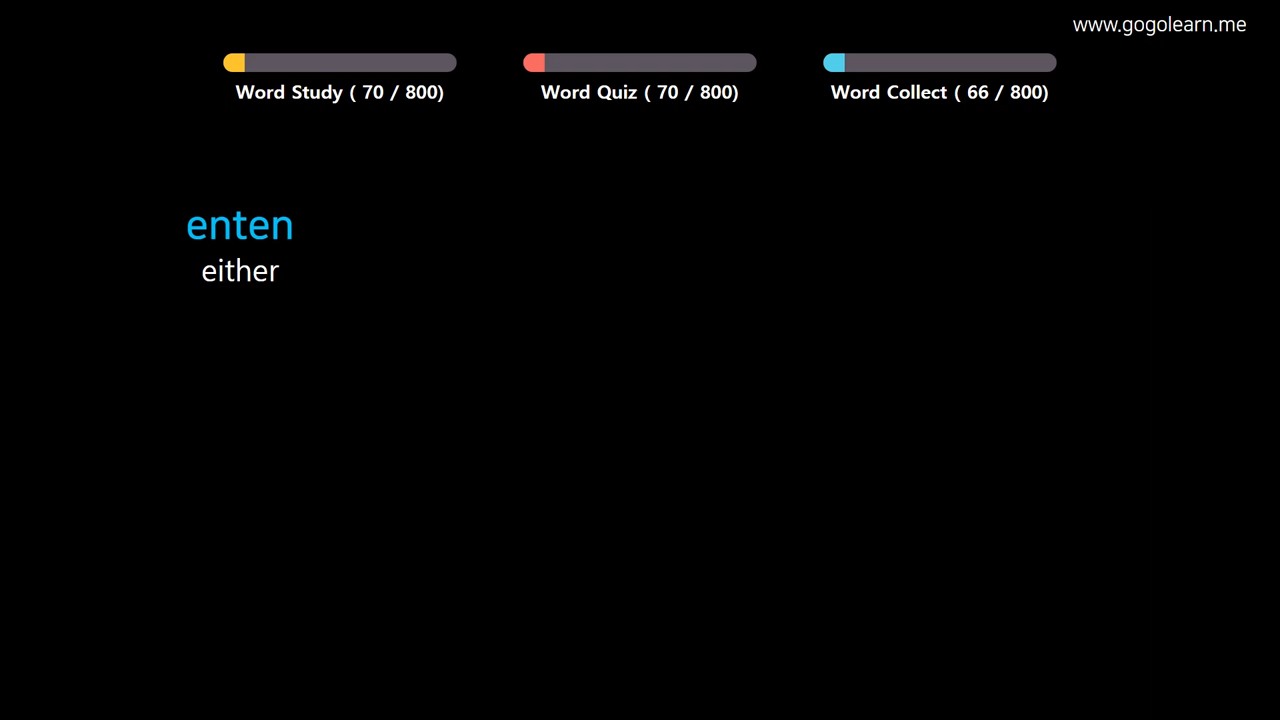 www.gogolearn.me
Word Study ( 70 / 800)
Word Quiz ( 70 / 800)
Word Collect ( 66 / 800)
enten
either